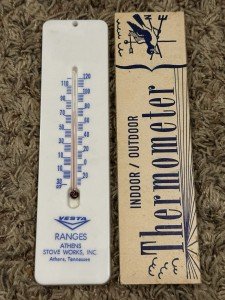 120
110
100
90
80
70
60
50
40
30
20
10
0
10
20
VESTA
RANGES
ATHENS
STOVE WORKS, INC.
Athens, Tennessee
INDOOR / OUTDOOR
Thermometer